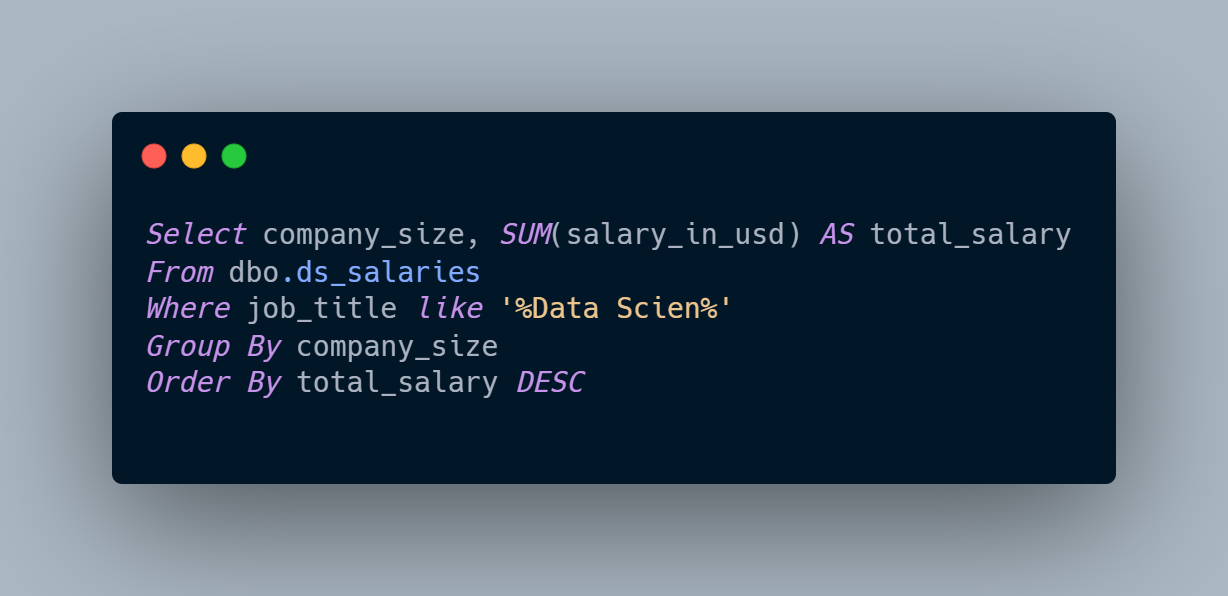 Select company_size, SUM(salary_in_usd) AS total_salary
From dbo.ds_salaries
Where job_title like '%Data Scien%'
Group By company_size
Order By total_salary DESC